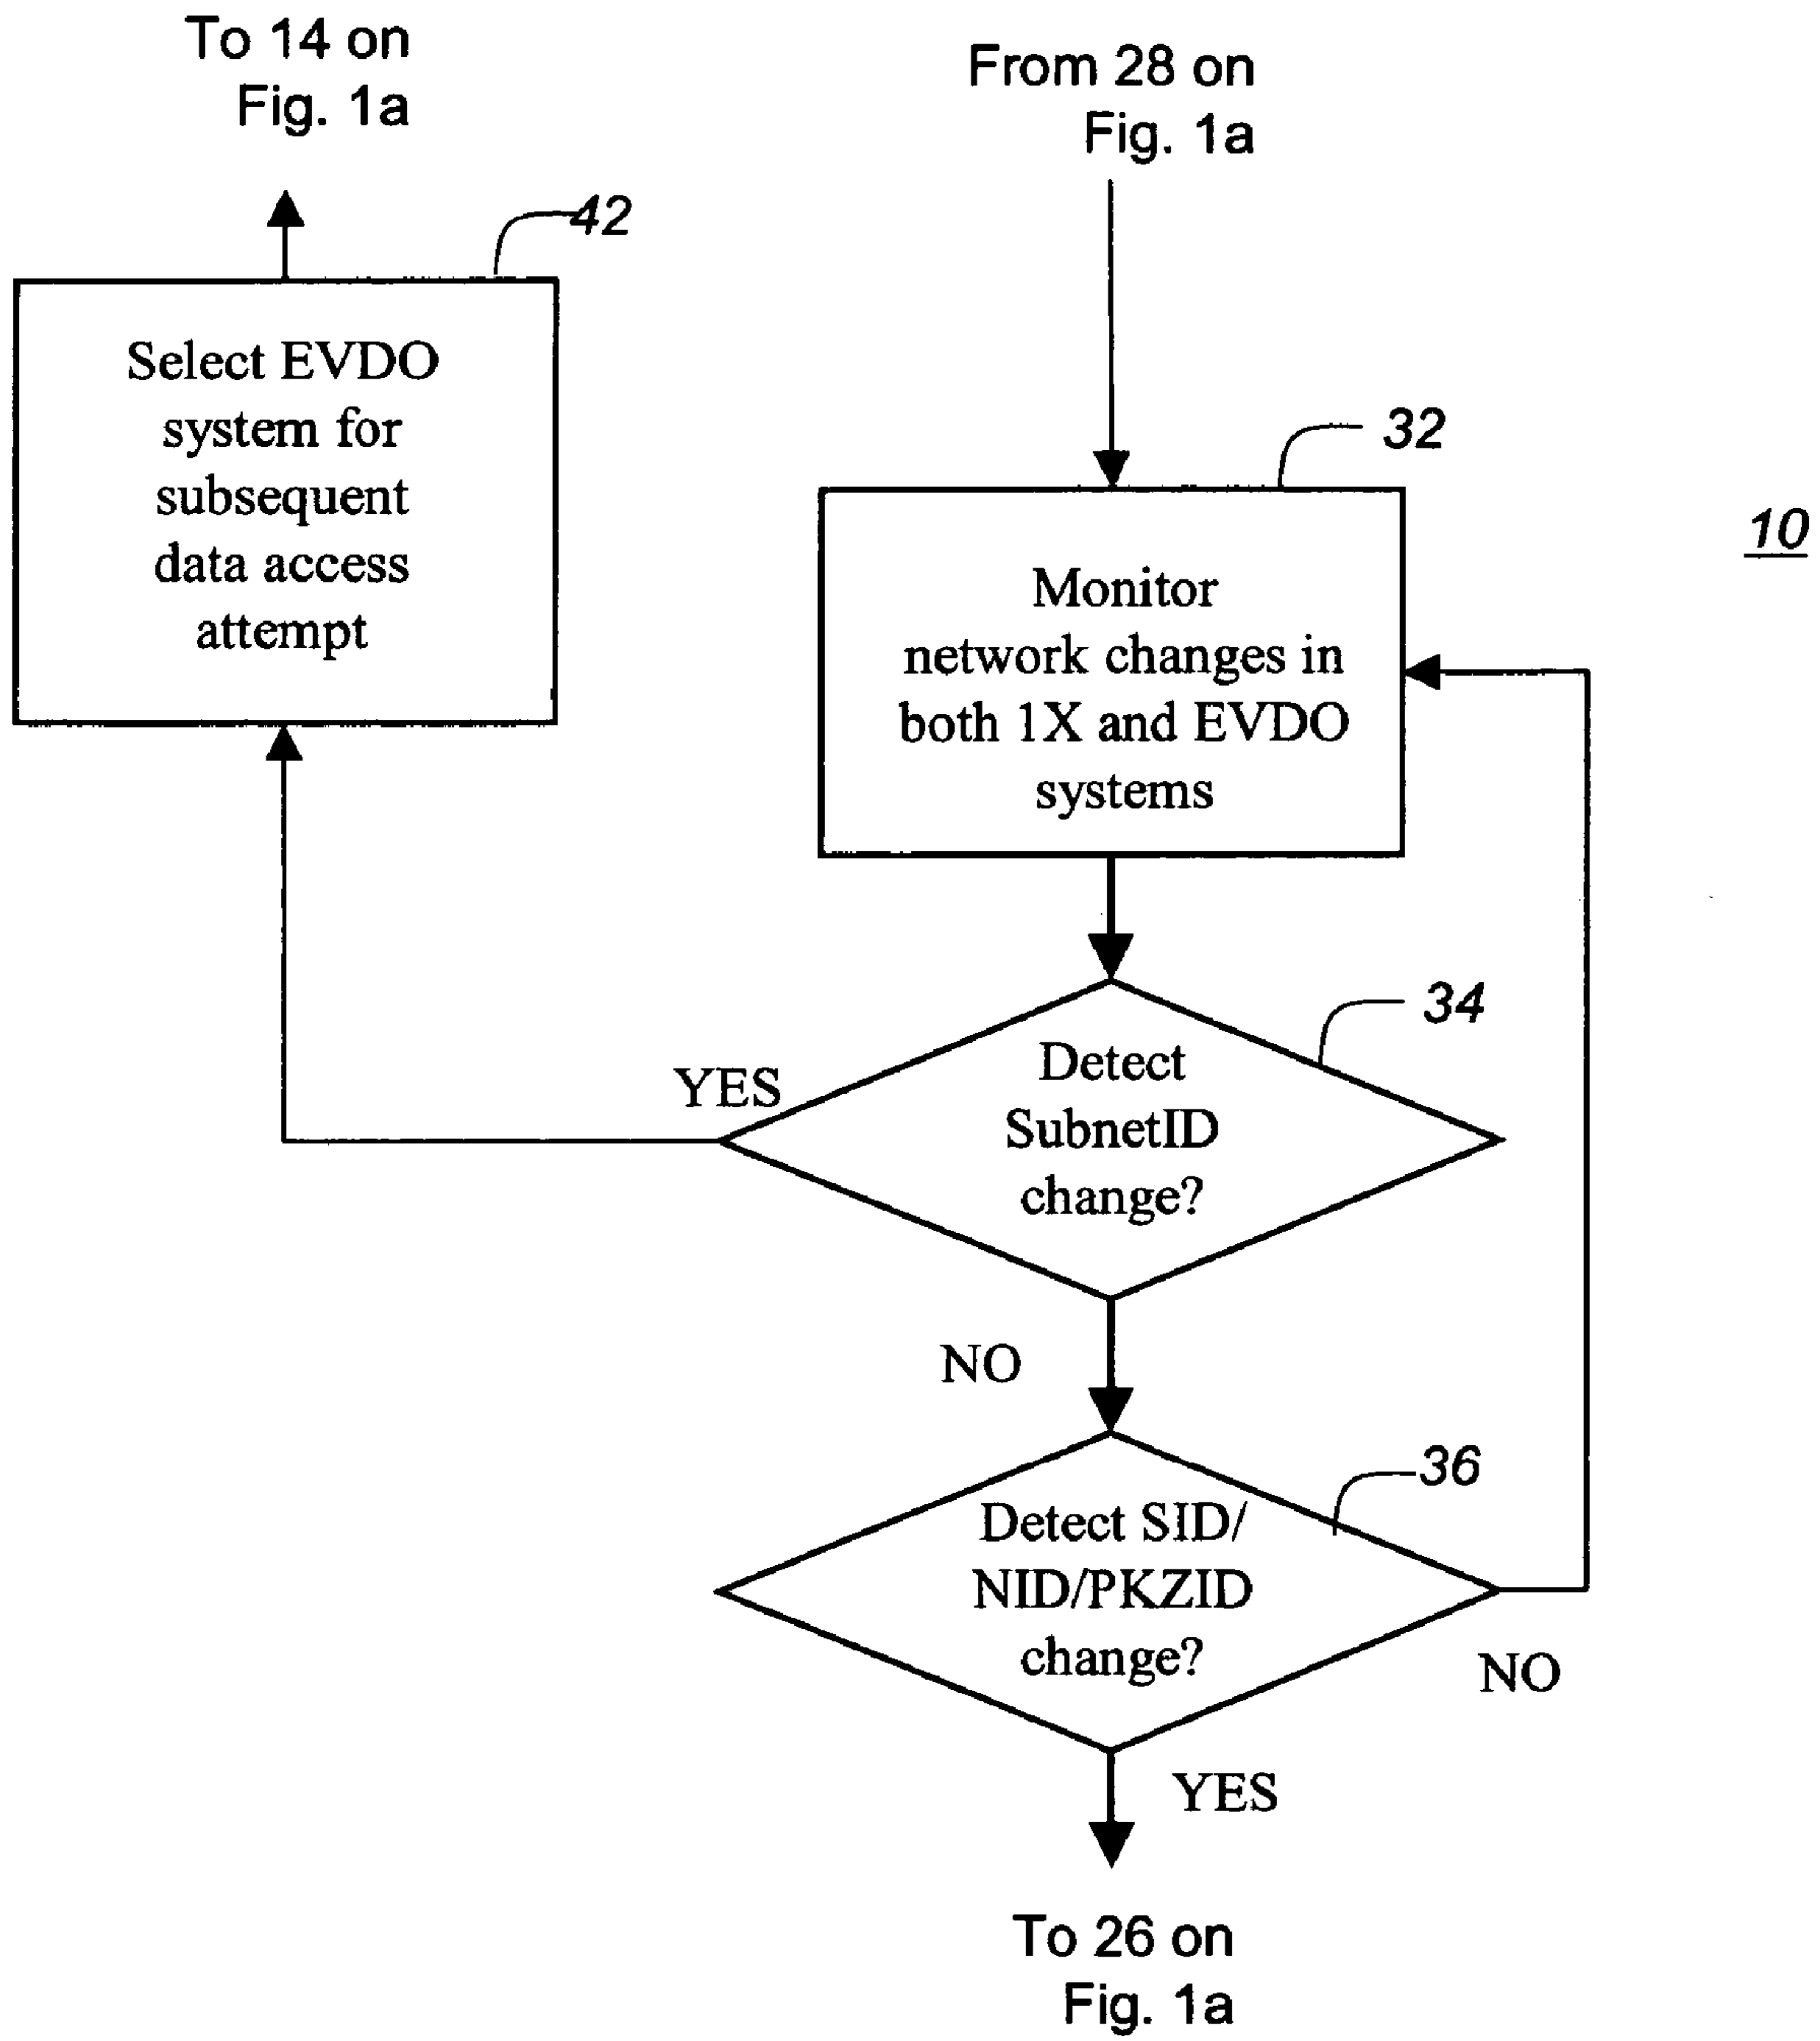 To 14 on
Fig. 1a
From 28 on
Fig. 1a
42
Select EVDO
system for
subsequent
data access
attempt
32
10
Monitor
network changes in
both 1X and EVDO
systems
34
Detect
SubnetID
change?
YES
NO
36
Detect SID/
NID/PKZID
change?
NO
YES
To 26 on
Fig. 1a